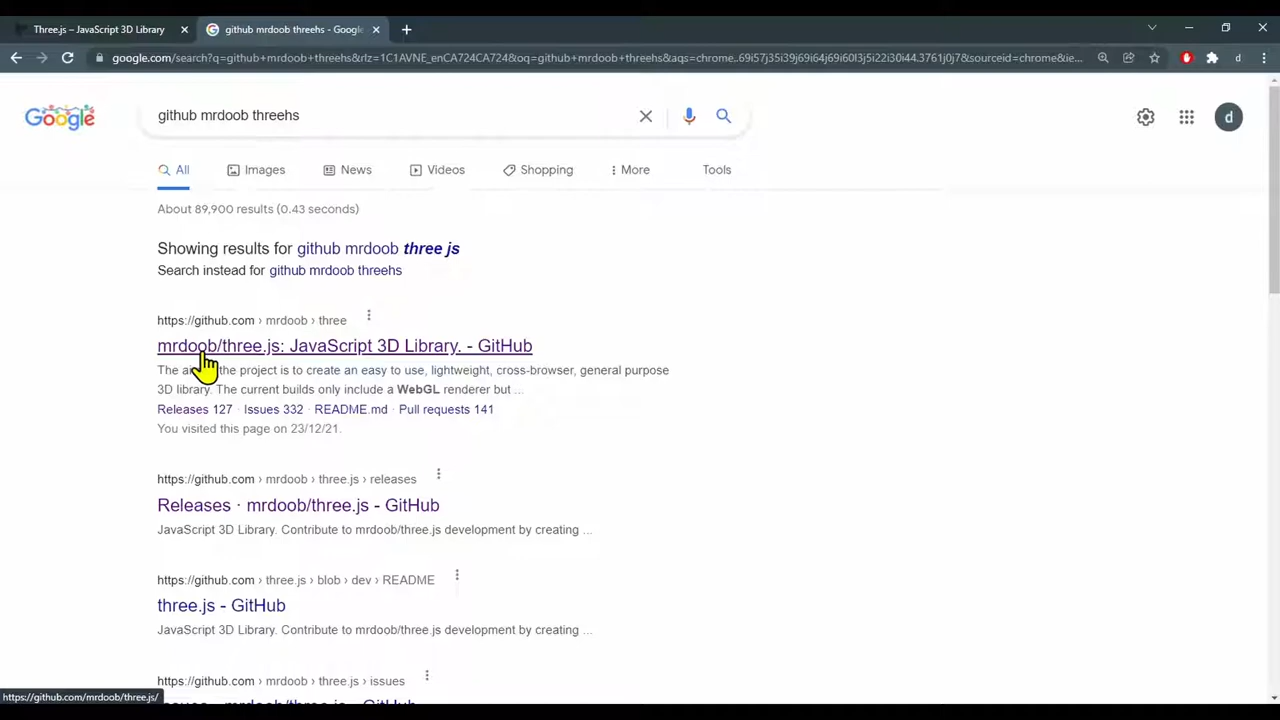 Three.js – JavaScript 3D Library
github mrdoob threehs - Google
google.com/search?q=github+mrdoob+threehs&rlz=1C1AVNE_enCA724CA724&oq=github+mrdoob+threehs&aqs=chrome..69i57j35i39j69i64j69i60l3j5i22i30i44.3761j0j7&sourceid=chrome&ie...
d
Google
github mrdoob threehs
d
All
Images
News
Videos
Shopping
More
Tools
About 89,900 results (0.43 seconds)
Showing results for github mrdoob three js
Search instead for github mrdoob threehs
https://github.com › mrdoob › three
mrdoob/three.js: JavaScript 3D Library. - GitHub
The the project is to create an easy to use, lightweight, cross-browser, general purpose
3D library. The current builds only include a WebGL renderer but ...
Releases 127 · Issues 332 · README.md · Pull requests 141
You visited this page on 23/12/21.
https://github.com › mrdoob › three.js › releases
Releases · mrdoob/three.js - GitHub
JavaScript 3D Library. Contribute to mrdoob/three.js development by creating ...
https://github.com › three.js › blob › dev › README
three.js - GitHub
JavaScript 3D Library. Contribute to mrdoob/three.js development by creating ...
https://github.com › mrdoob › three.js › issues
Issues · mrdoob/three.js - GitHub
https://github.com/mrdoob/three.js/